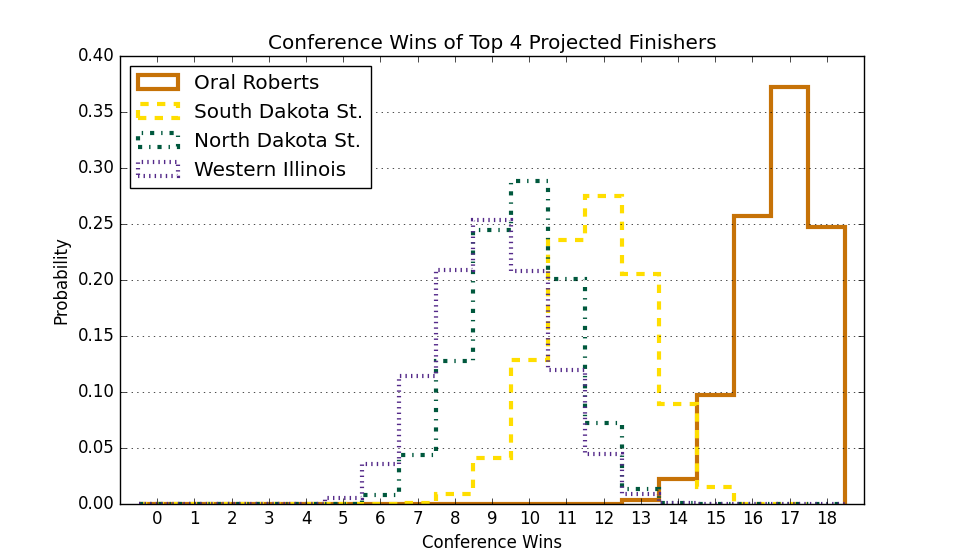 Conference Wins of Top 4 Projected Finishers
Oral Roberts
South Dakota St.
North Dakota St.
Western Illinois
0.40
0.35
0.30
0.25
0.20
0.15
0.10
0.05
0.00
Probability
0 1 2 3 4 5 6 7 8 9 10 11 12 13 14 15 16 17 18
Conference Wins